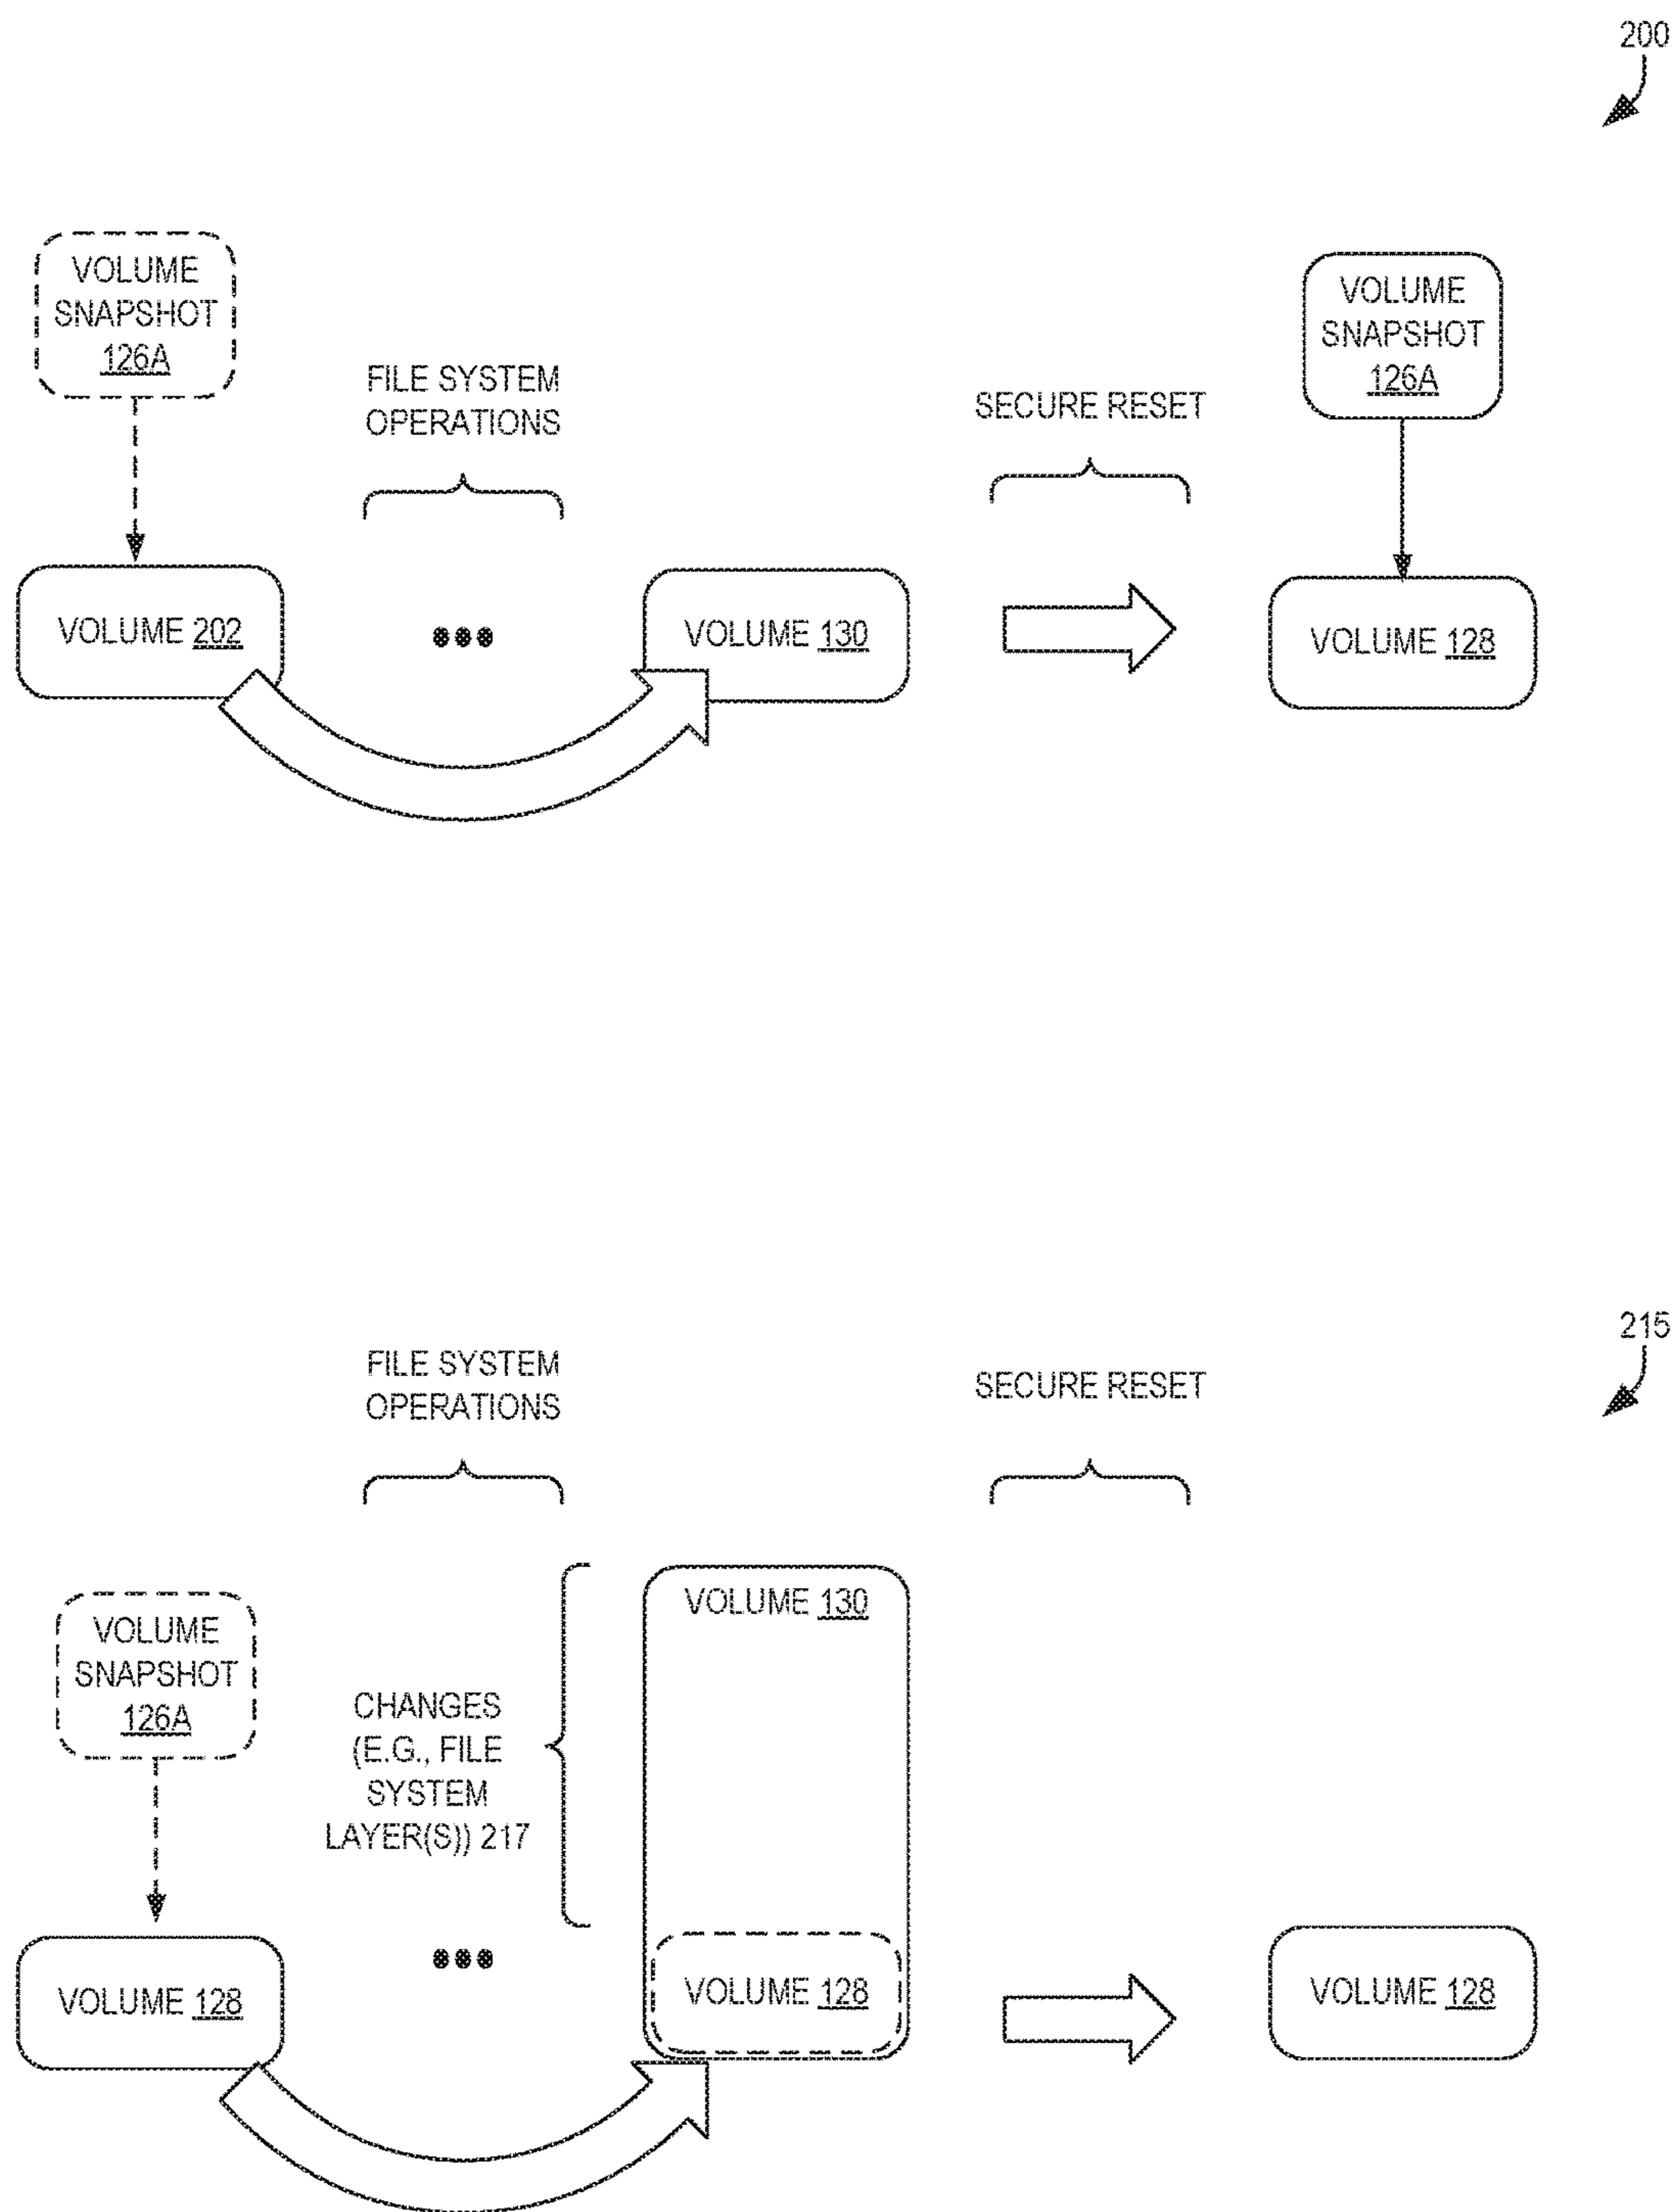 200
VOLUME
SNAPSHOT
126A
FILE SYSTEM
OPERATIONS
SECURE RESET
VOLUME
SNAPSHOT
126A
VOLUME 202
VOLUME 130
VOLUME 128
215
FILE SYSTEM
OPERATIONS
SECURE RESET
VOLUME
SNAPSHOT
126A
CHANGES
(E.G., FILE
SYSTEM
LAYER(S)) 217
VOLUME 130
VOLUME 128
VOLUME 128
VOLUME 128